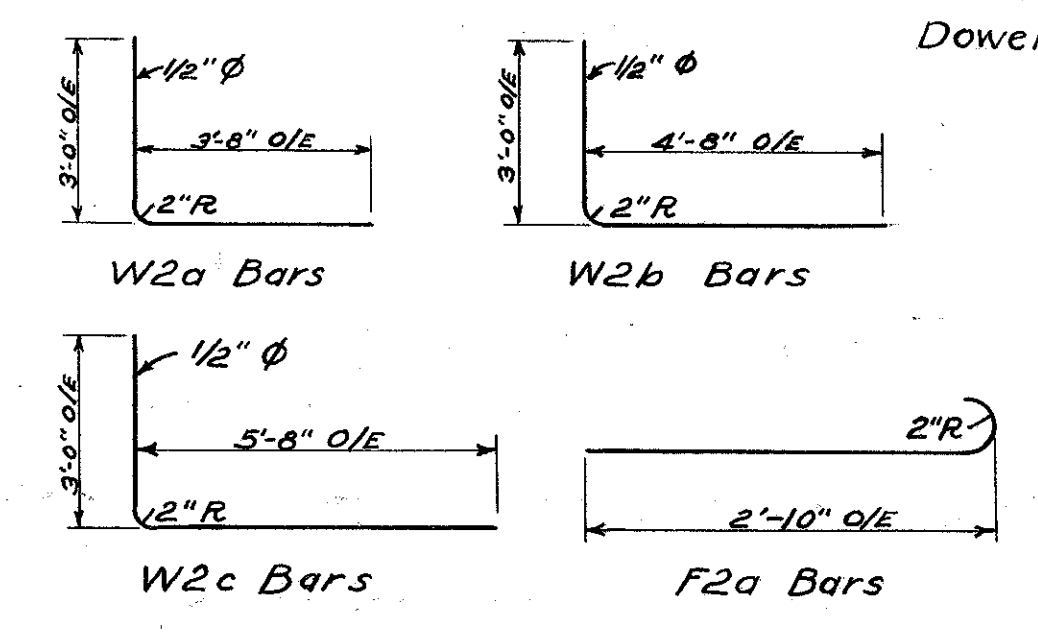 Dowel
1/2" Φ
3'-0" O/E
3'-8" O/E
2"R
W2a Bars
1/2" Φ
3'-0" O/E
4'-8" O/E
2"R
W2b Bars
1/2" Φ
3'-0" O/E
5'-8" O/E
2"R
W2c Bars
2"R
2'-10" O/E
F2a Bars